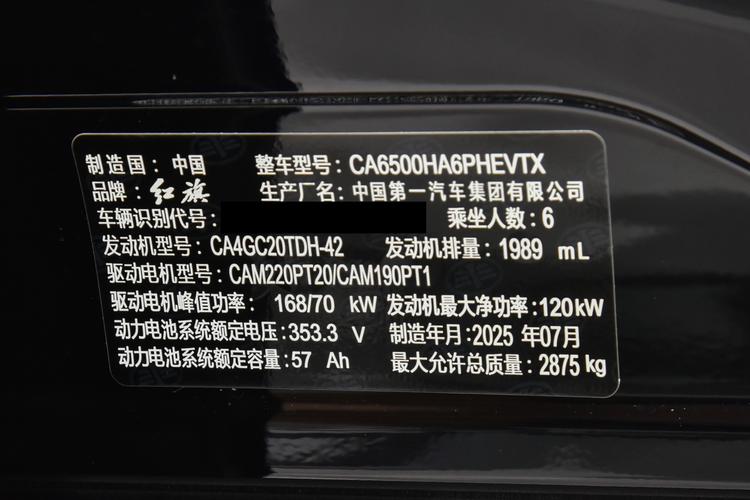 制造国：中国 整车型号：CA6500HA6PHEVTX
品牌：红旗 生产厂名：中国第一汽车集团有限公司
车辆识别代号： 乘坐人数：6
发动机型号：CA4GC20TDH-42 发动机排量：1989 mL
驱动电机型号：CAM220PT20/CAM190PT1
驱动电机峰值功率：168/70 kW 发动机最大净功率：120kW
动力电池系统额定电压：353.3 V 制造年月：2025 年07月
动力电池系统额定容量：57 Ah 最大允许总质量：2875 kg